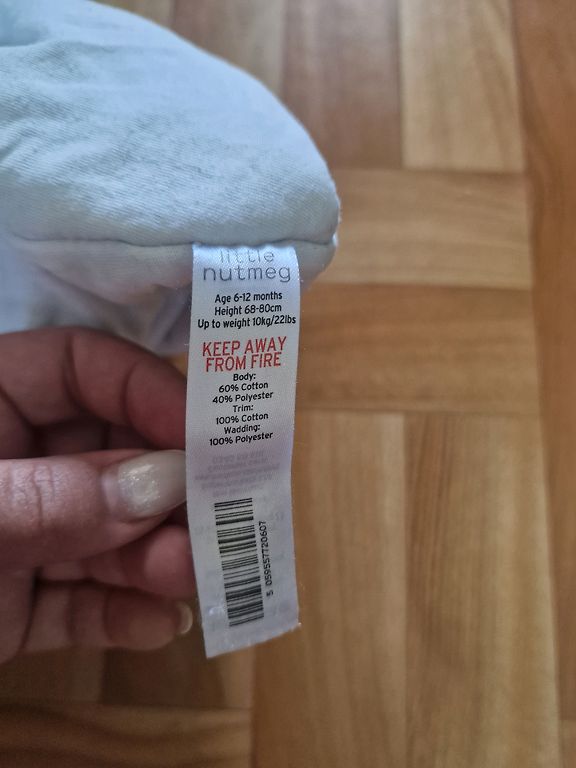 little
nutmeg
Age 6-12 months
Height 68-80cm
Up to weight 10kg/22lbs
KEEP AWAY
FROM FIRE
Body:
60% Cotton
40% Polyester
Trim:
100% Cotton
Wadding:
100% Polyester
5 059557720607